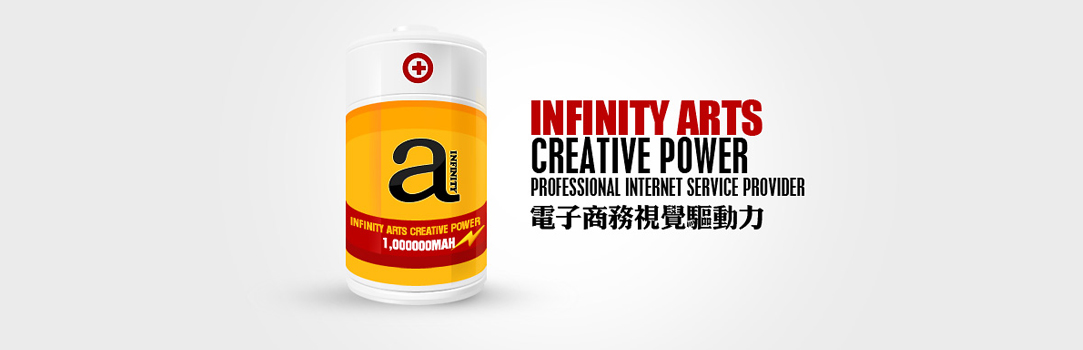 a
INFINITY
INFINITY ARTS CREATIVE POWER
1,000000MAH
INFINITY ARTS
CREATIVE POWER
PROFESSIONAL INTERNET SERVICE PROVIDER
電子商務視覺驅動力